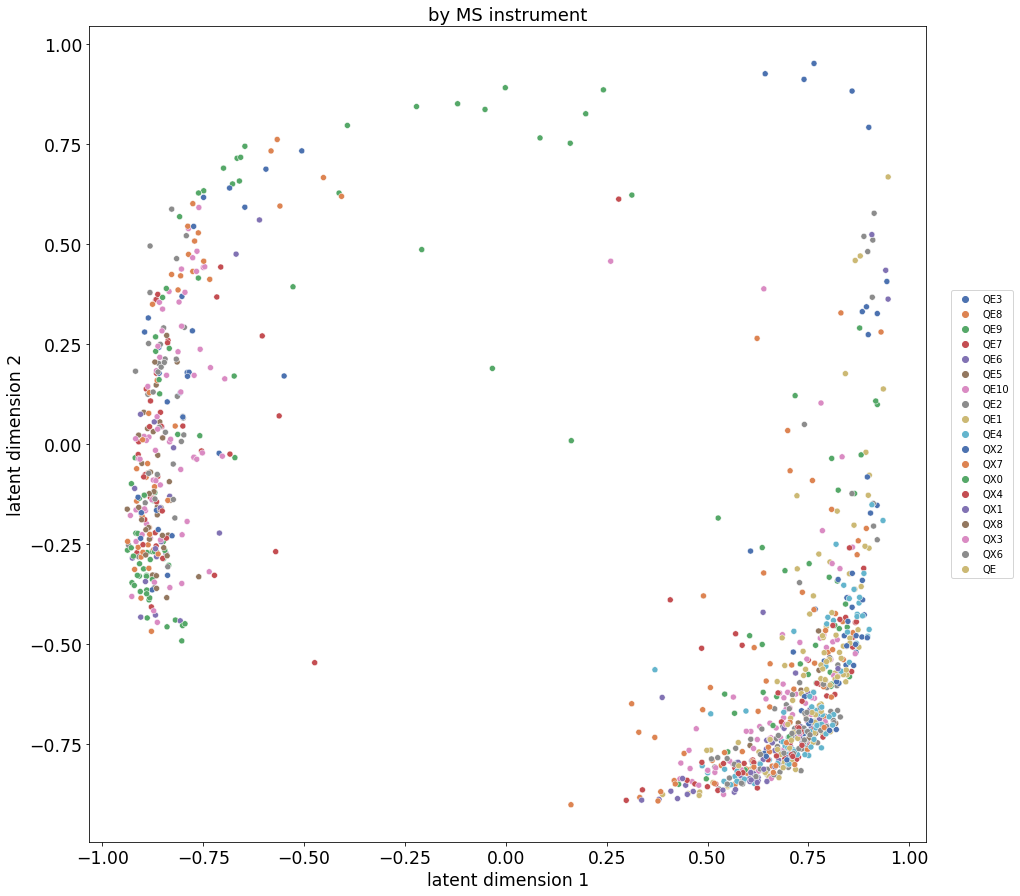 by MS instrument
1.00
0.75
0.50
0.25
0.00
−0.25
−0.50
−0.75
latent dimension 2
−1.00 −0.75 −0.50 −0.25 0.00 0.25 0.50 0.75 1.00
latent dimension 1
QE3
QE8
QE9
QE7
QE6
QE5
QE10
QE2
QE1
QE4
QX2
QX7
QX0
QX4
QX1
QX8
QX3
QX6
QE